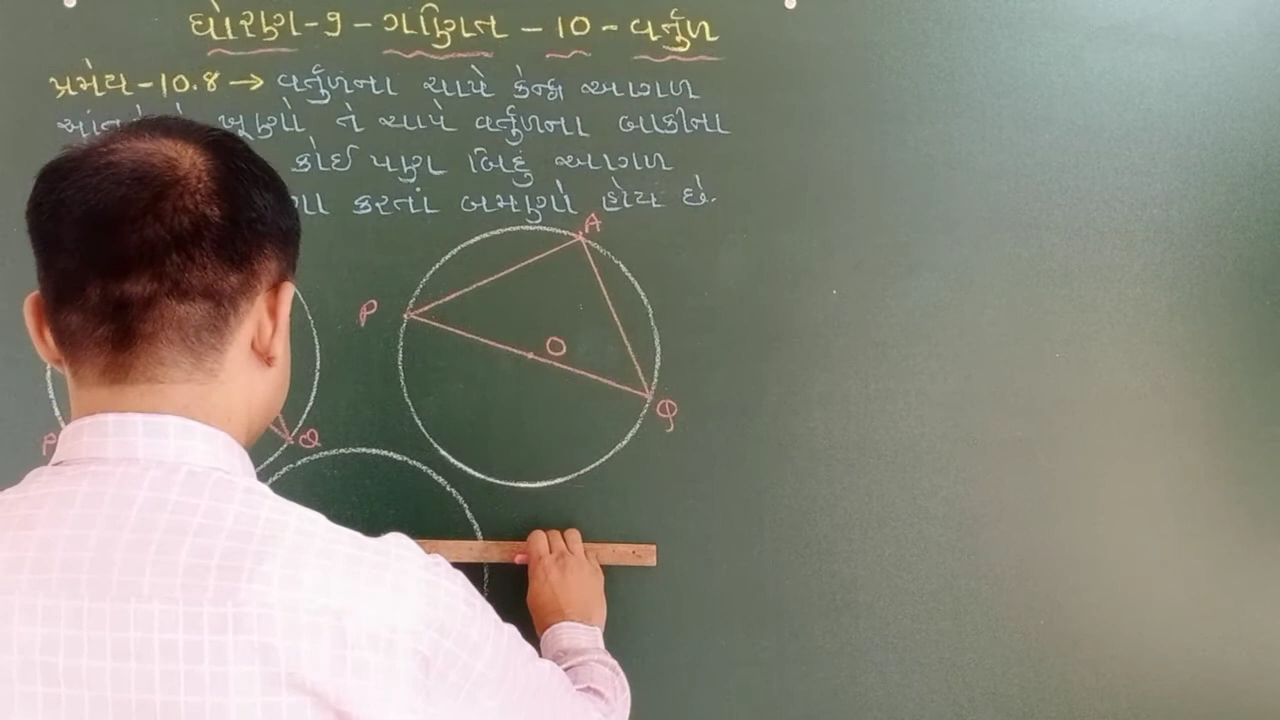 ધોરણ-9-ગણિત-10-વર્તુળ
પ્રમેય-10.8→ વર્તુળના ચાપે કેન્દ્ર આગળ
ખૂણો તે ચાપે વર્તુળના બાકીના
કોઈ પણ બિંદુ આગળ
કરતાં બમણો હોય છે.
A
P
O
Q
P
Q